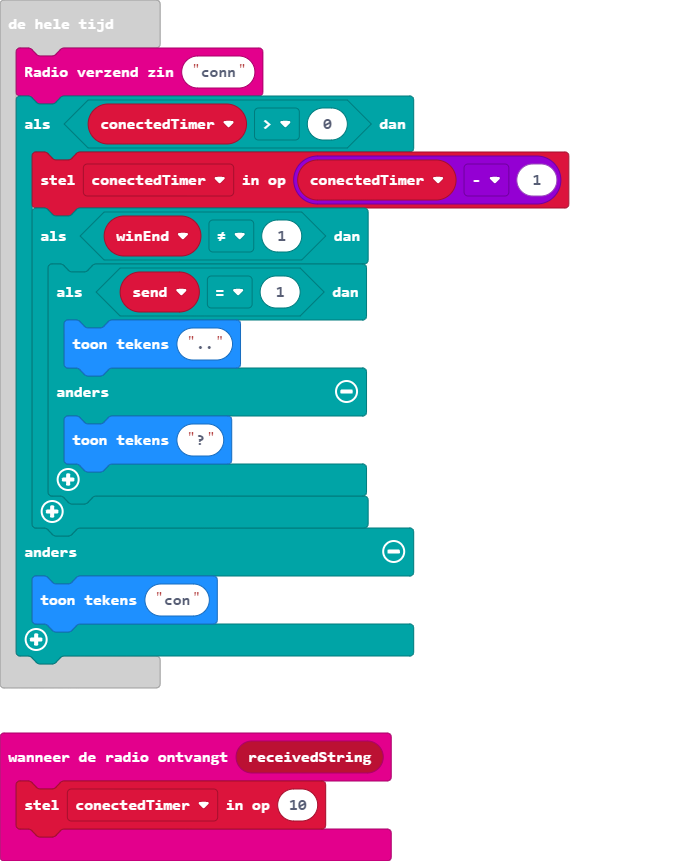 de hele tijd
Radio verzend zin "conn"
als conectedTimer > 0 dan
stel conectedTimer in op conectedTimer - 1
als winEnd ≠ 1 dan
als send = 1 dan
toon tekens ".."
anders
toon tekens "?"
anders
toon tekens "con"
wanneer de radio ontvangt receivedString
stel conectedTimer in op 10